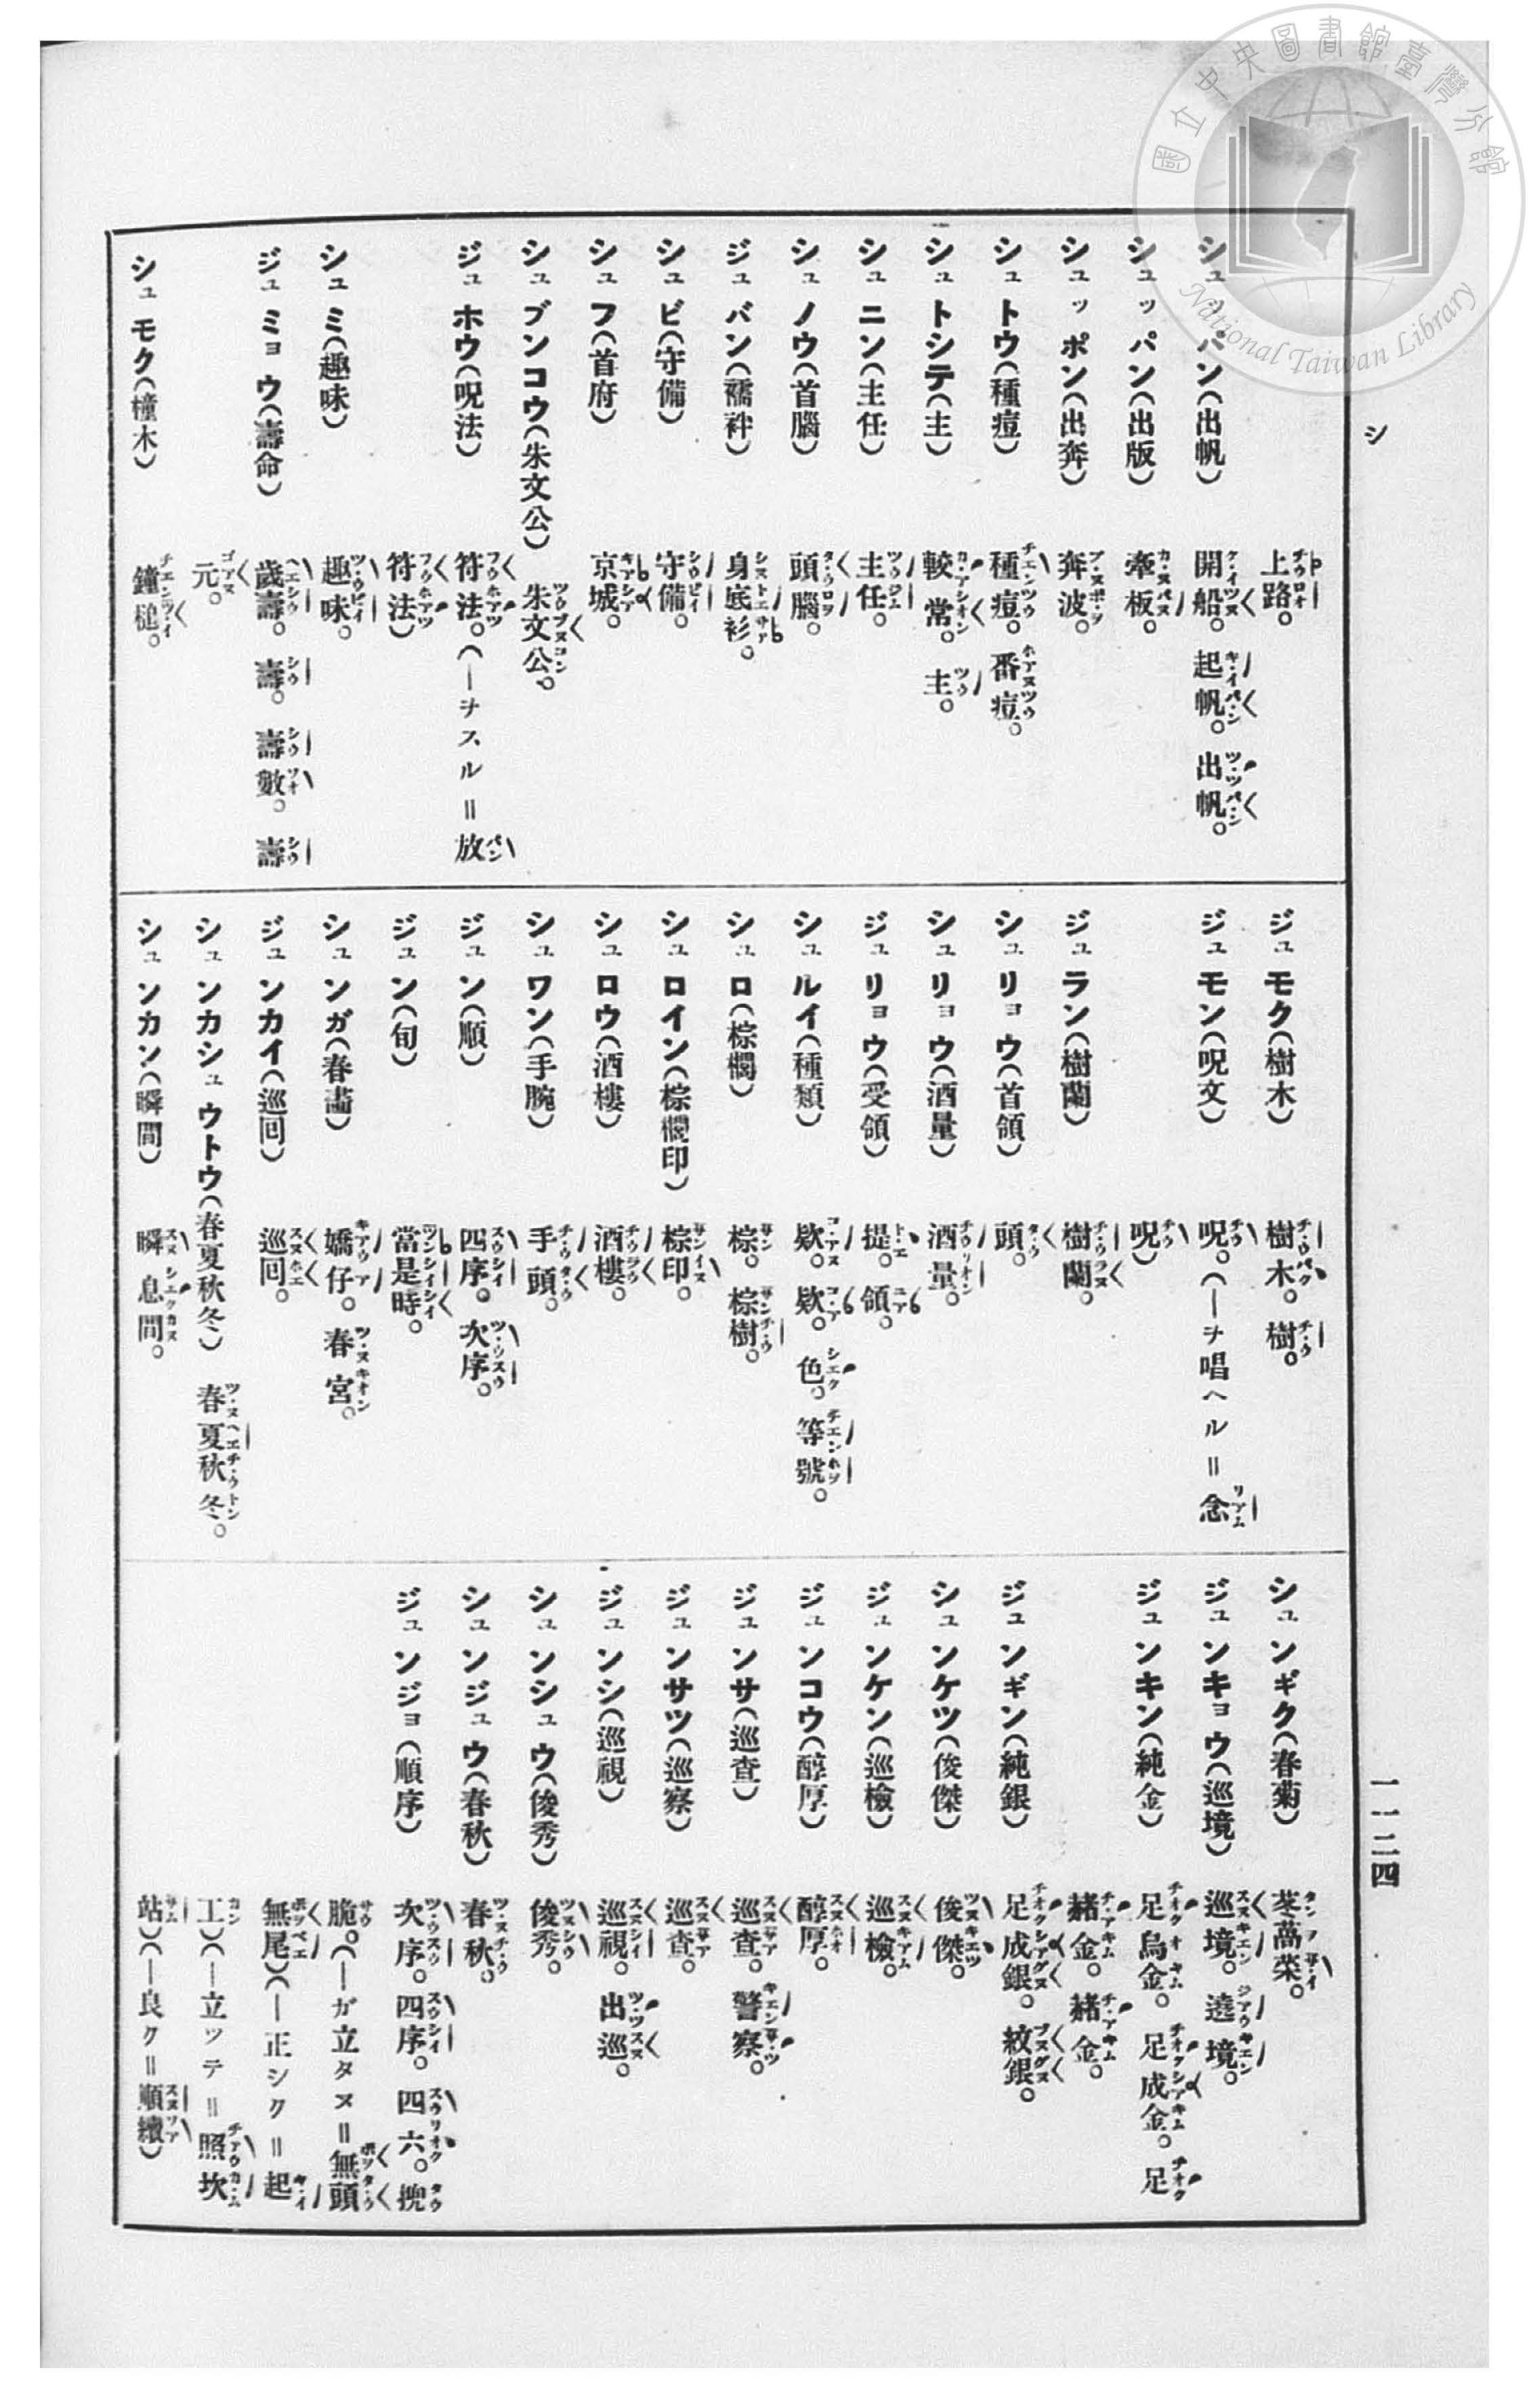 國立中央圖書館臺灣分館
National Taiwan Library
シ
一一二四
上路。
シュッパン(出帆) 開船。起帆。出帆。
シュッパン(出版) 牽板。
シュッポン(出奔) 奔波。
シュトウ(種痘) 種痘。番痘。
シュトシテ(主) 較常。主。
シュニン(主任) 主任。
シュノウ(首腦) 頭腦。
ジュバン(襦袢) 身底衫。
シュビ(守備) 守備。
シュフ(首府) 京城。
シュブンコウ(朱文公) 朱文公。
ジュホウ(呪法) 符法。(—ヲスル=放
符法)
シュミ(趣味) 趣味。
ジュミョウ(壽命) 歲壽。壽。壽數。壽
元。
シュモク(橦木) 鐘槌。
ジュモク(樹木) 樹木。樹。
ジュモン(呪文) 呪。(—ヲ唱ヘル=念
呪)
ジュラン(樹蘭) 樹蘭。
シュリョウ(首領) 頭。
シュリョウ(酒量) 酒量。
ジュリョウ(受領) 提。領。
シュルイ(種類) 欵。欵。色。等號。
シュロ(棕櫚) 棕。棕樹。
シュロイン(棕櫚印) 棕印。
シュロウ(酒樓) 酒樓。
シュワン(手腕) 手頭。
ジュン(順) 四序。次序。
ジュン(旬) 當是時。
シュンガ(春畵) 嬌仔。春宮。
ジュンカイ(巡回) 巡回。
シュンカシュウトウ(春夏秋冬) 春夏秋冬。
シュンカン(瞬間) 瞬息間。
シュンギク(春菊) 苳萵菜。
ジュンキョウ(巡境) 巡境。遶境。
ジュンキン(純金) 足烏金。足成金。足
赭金。赭金。
ジュンギン(純銀) 足成銀。紋銀。
シュンケツ(俊傑) 俊傑。
ジュンケン(巡檢) 巡檢。
ジュンコウ(醇厚) 醇厚。
ジュンサ(巡查) 巡查。警察。
ジュンサツ(巡察) 巡查。
ジュンシ(巡視) 巡視。出巡。
シュンシュウ(俊秀) 俊秀。
シュンジュウ(春秋) 春秋。
ジュンジョ(順序) 次序。四序。四六。挩
脆。(—ガ立タヌ=無頭
無尾)(—正シク=起
工)(—立ツテ=照坎
站)(—良ク=順續)